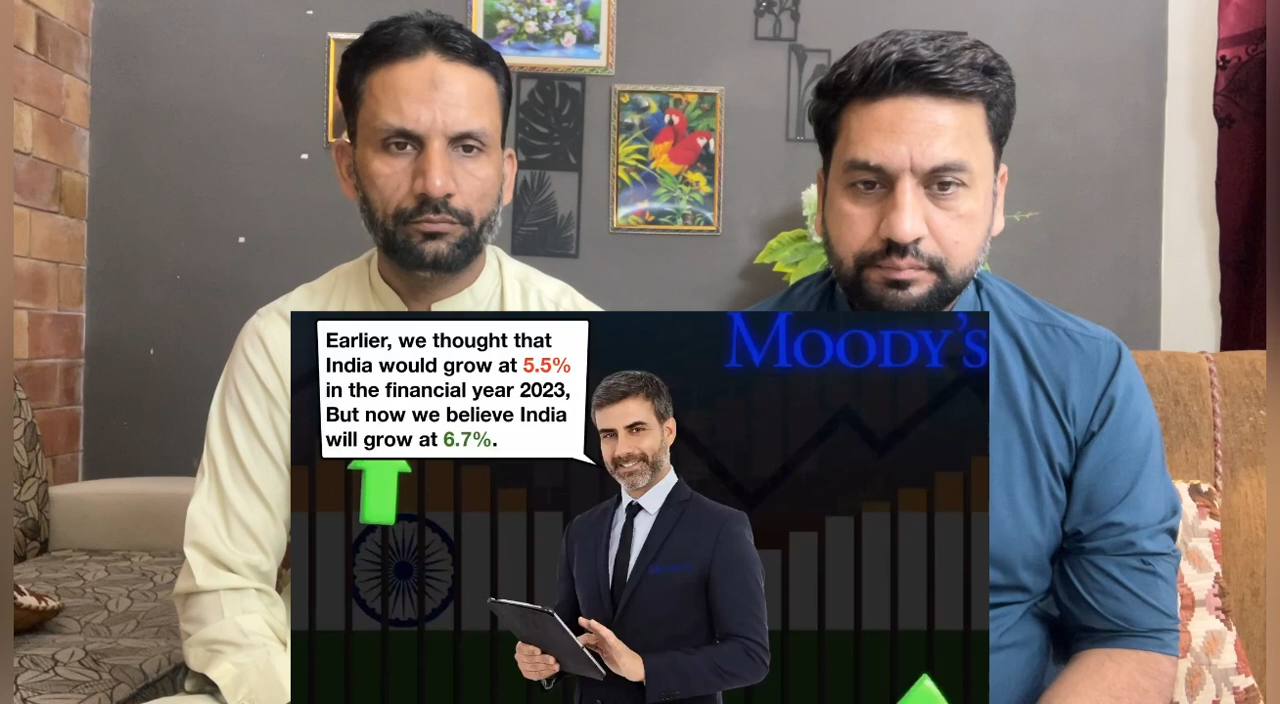 Earlier, we thought that
India would grow at 5.5%
in the financial year 2023,
But now we believe India
will grow at 6.7%.
MOODY'S